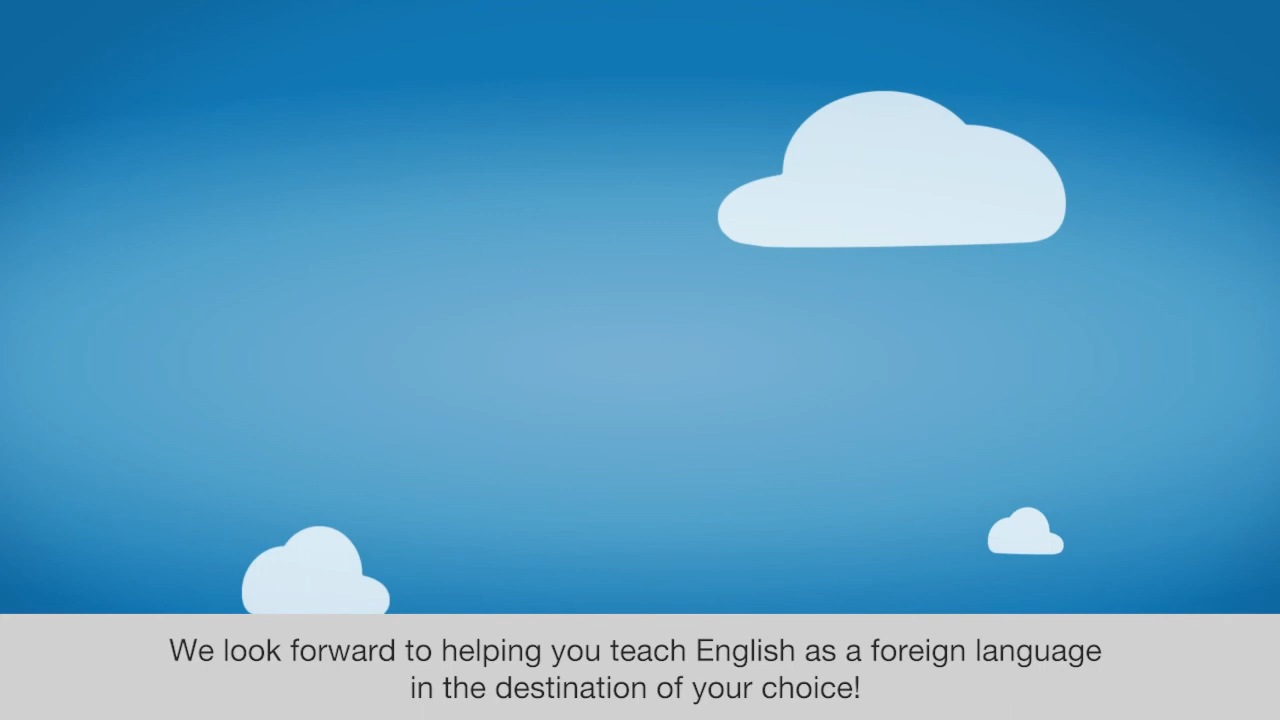 We look forward to helping you teach English as a foreign language
in the destination of your choice!